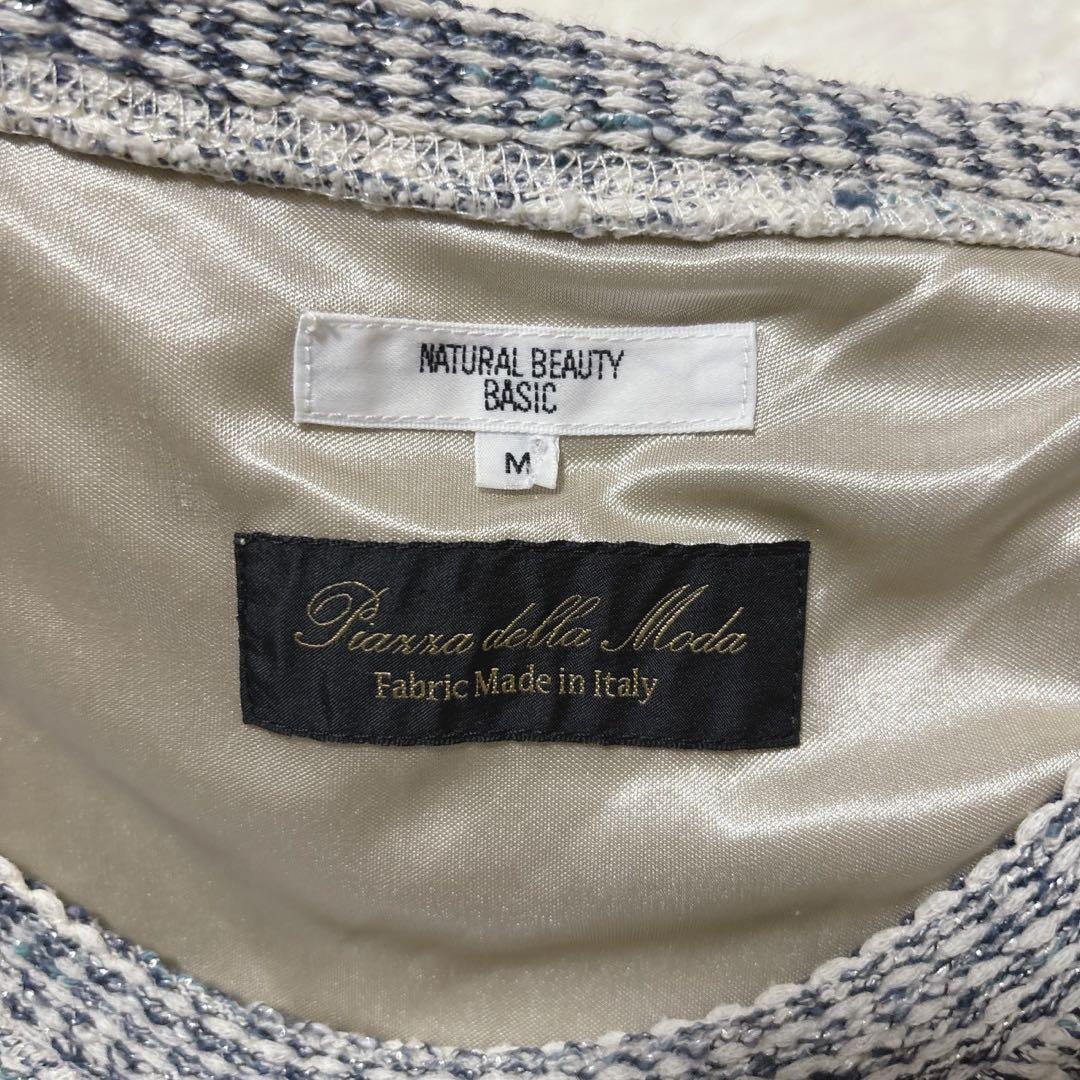 NATURAL BEAUTY
BASIC
M
Piazza della Moda
Fabric Made in Italy